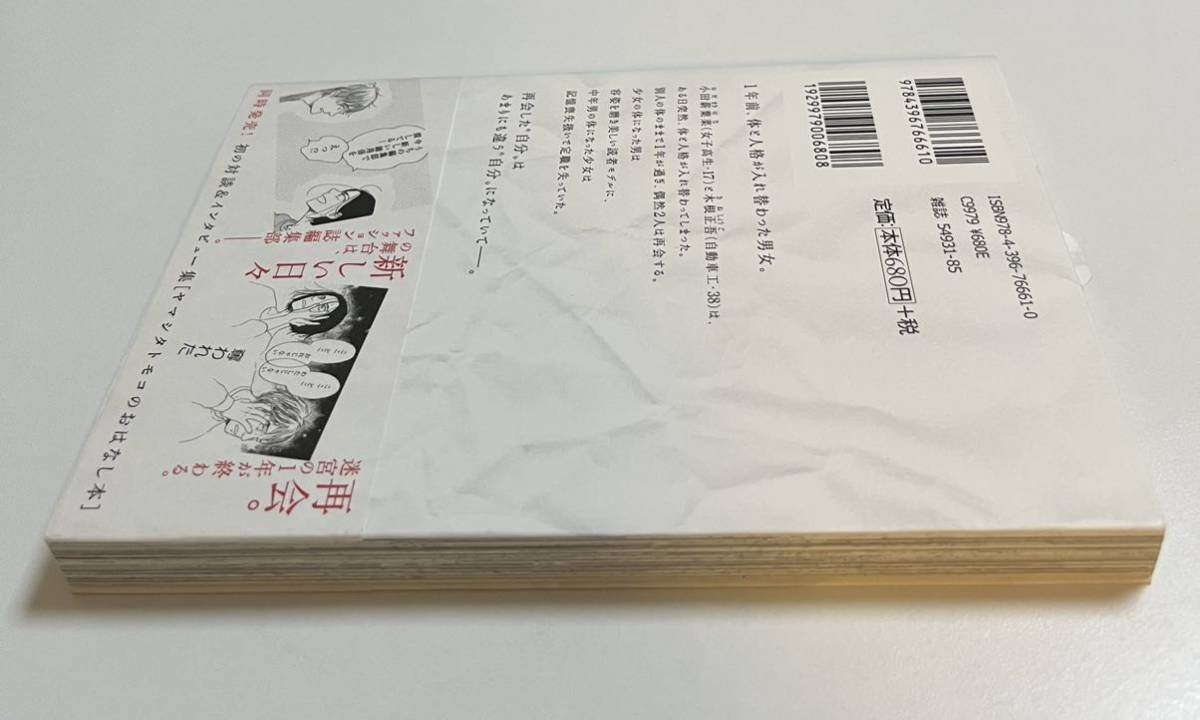 9784396766610
1929979006808
ISBN978-4-396-76661-0
C9979 ¥680E
雑誌 54931-85
定価:本体680円+税
1年前、体と人格が入れ替わった男女。
小田嶋葉菜(女子高生・17)と木根正吾(自動車工・38)は、
ある日突然、体と人格が入れ替わってしまった。
別人の体のまま1年が過ぎ、偶然2人は再会する。
少女の体になった男は
容姿を磨き美しい読者モデルに、
中年男の体になった少女は
記憶喪失扱いで定職を失っていた。
再会した“自分”は
あまりにも違う“自分”になっていて――。
新しい日々
の舞台は、
ファッション誌編集部――
奪われた
再会。
迷宮の1年が終わる。
同時発売! 初の対談&インタビュー集[ヤマシタトモコのおはなし本]